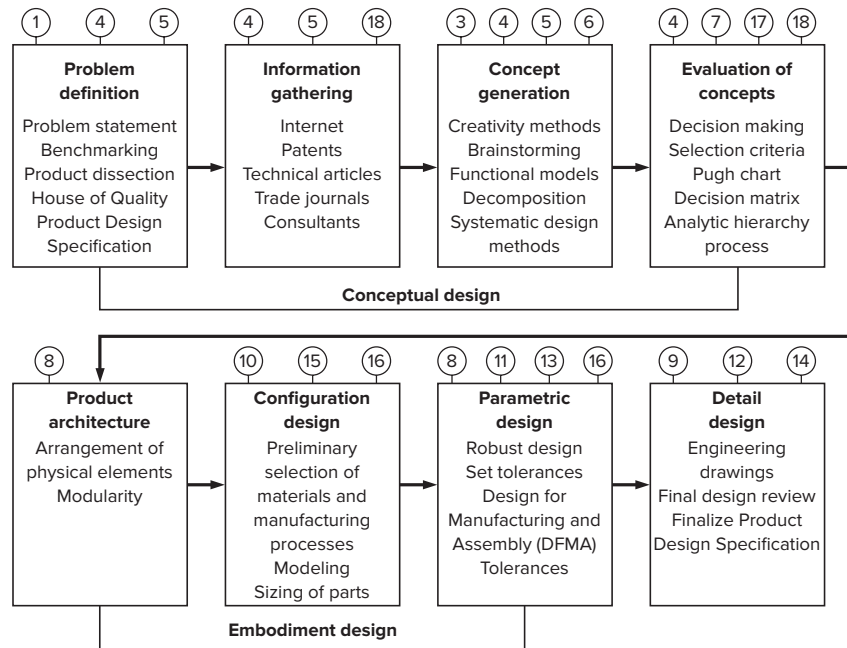 1 4 5
Problem
definition
Problem statement
Benchmarking
Product dissection
House of Quality
Product Design
Specification
4 5 18
Information
gathering
Internet
Patents
Technical articles
Trade journals
Consultants
3 4 5 6
Concept
generation
Creativity methods
Brainstorming
Functional models
Decomposition
Systematic design
methods
4 7 17 18
Evaluation of
concepts
Decision making
Selection criteria
Pugh chart
Decision matrix
Analytic hierarchy
process
Conceptual design
8
Product
architecture
Arrangement of
physical elements
Modularity
10 15 16
Configuration
design
Preliminary
selection of
materials and
manufacturing
processes
Modeling
Sizing of parts
8 11 13 16
Parametric
design
Robust design
Set tolerances
Design for
Manufacturing and
Assembly (DFMA)
Tolerances
9 12 14
Detail
design
Engineering
drawings
Final design review
Finalize Product
Design Specification
Embodiment design